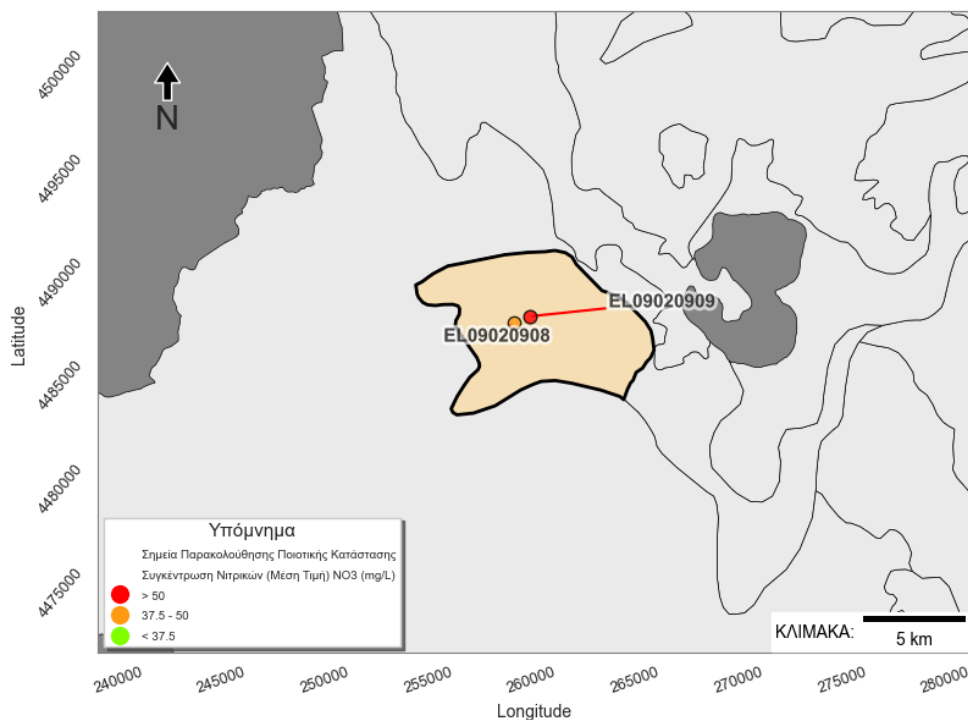 4500000
4495000
4490000
4485000
4480000
4475000
Latitude
N
EL09020909
EL09020908
Υπόμνημα
Σημεία Παρακολούθησης Ποιοτικής Κατάστασης
Συγκέντρωση Νιτρικών (Μέση Τιμή) NO3 (mg/L)
> 50
37.5 - 50
< 37.5
ΚΛΙΜΑΚΑ:
5 km
240000
245000
250000
255000
260000
265000
270000
275000
280000
Longitude